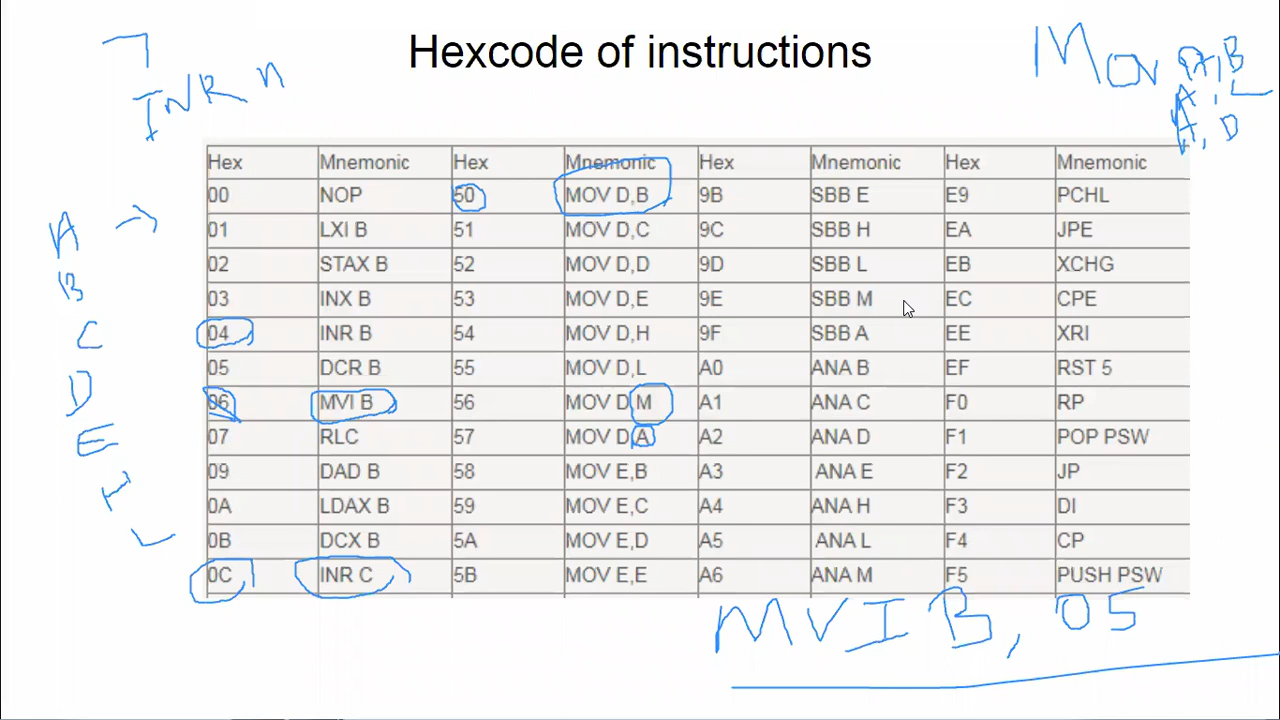 Hexcode of instructions
INR n
MOV A,B
A,L
A,D
Hex Mnemonic Hex Mnemonic Hex Mnemonic Hex Mnemonic
00 NOP 50 MOV D,B 9B SBB E E9 PCHL
01 LXI B 51 MOV D,C 9C SBB H EA JPE
02 STAX B 52 MOV D,D 9D SBB L EB XCHG
03 INX B 53 MOV D,E 9E SBB M EC CPE
04 INR B 54 MOV D,H 9F SBB A EE XRI
05 DCR B 55 MOV D,L A0 ANA B EF RST 5
06 MVI B 56 MOV D,M A1 ANA C F0 RP
07 RLC 57 MOV D,A A2 ANA D F1 POP PSW
09 DAD B 58 MOV E,B A3 ANA E F2 JP
0A LDAX B 59 MOV E,C A4 ANA H F3 DI
0B DCX B 5A MOV E,D A5 ANA L F4 CP
0C INR C 5B MOV E,E A6 ANA M F5 PUSH PSW
A →
B
C
D
E
H
L
MVI B, 05